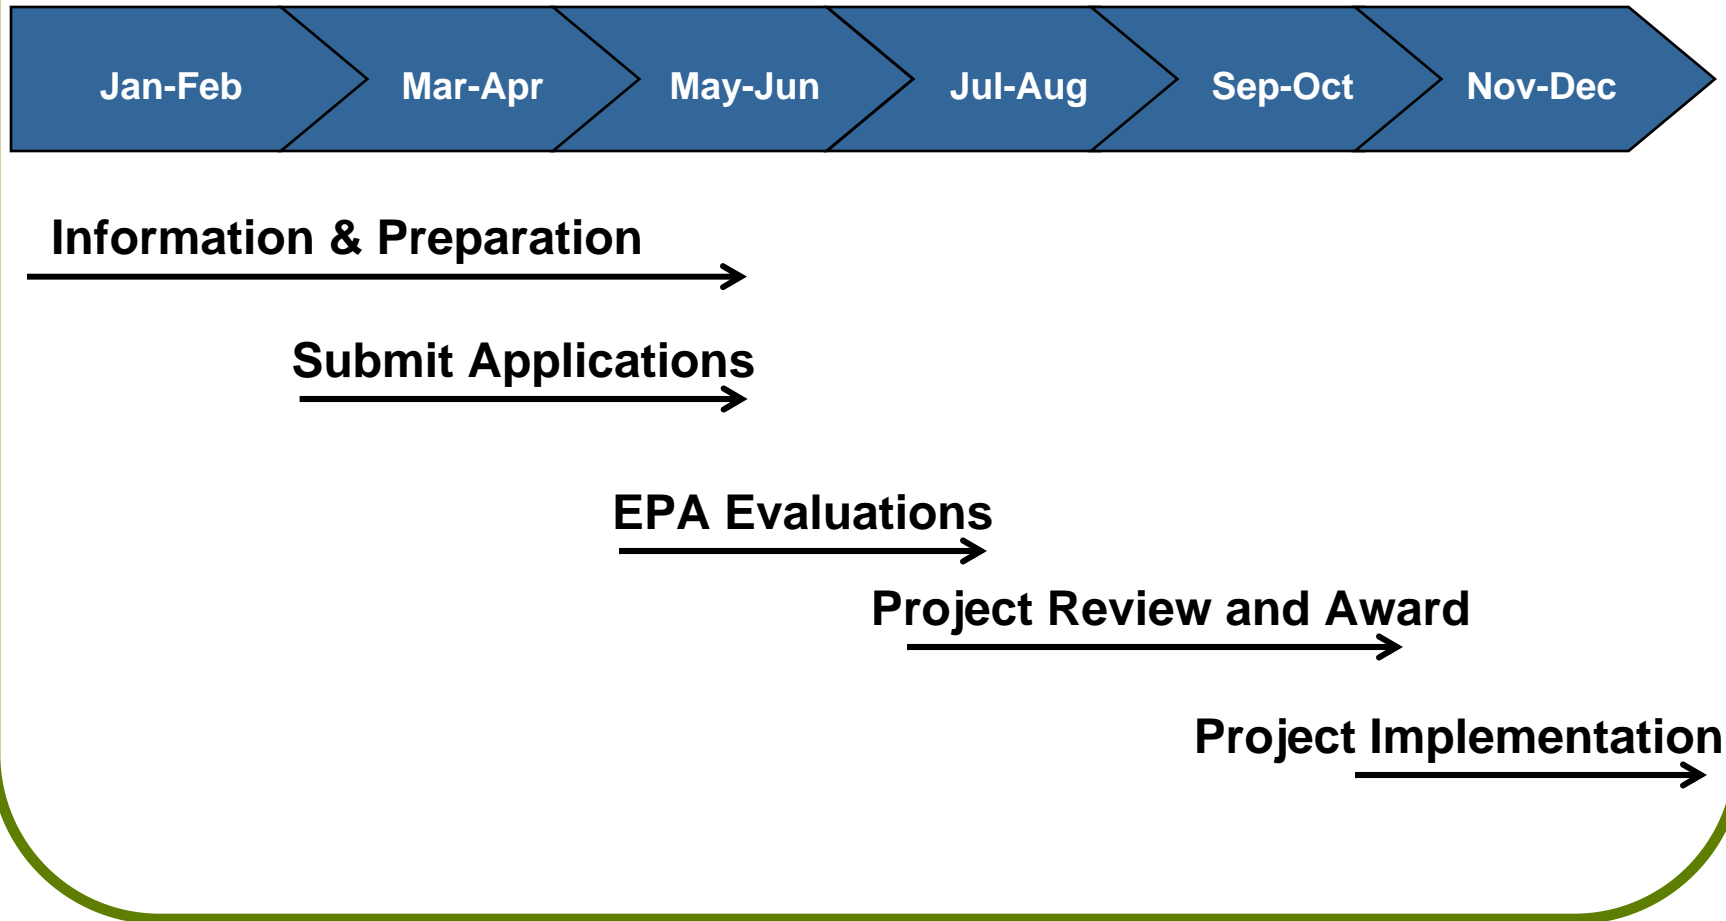 Jan-Feb Mar-Apr May-Jun Jul-Aug Sep-Oct Nov-Dec
Information & Preparation
Submit Applications
EPA Evaluations
Project Review and Award
Project Implementation